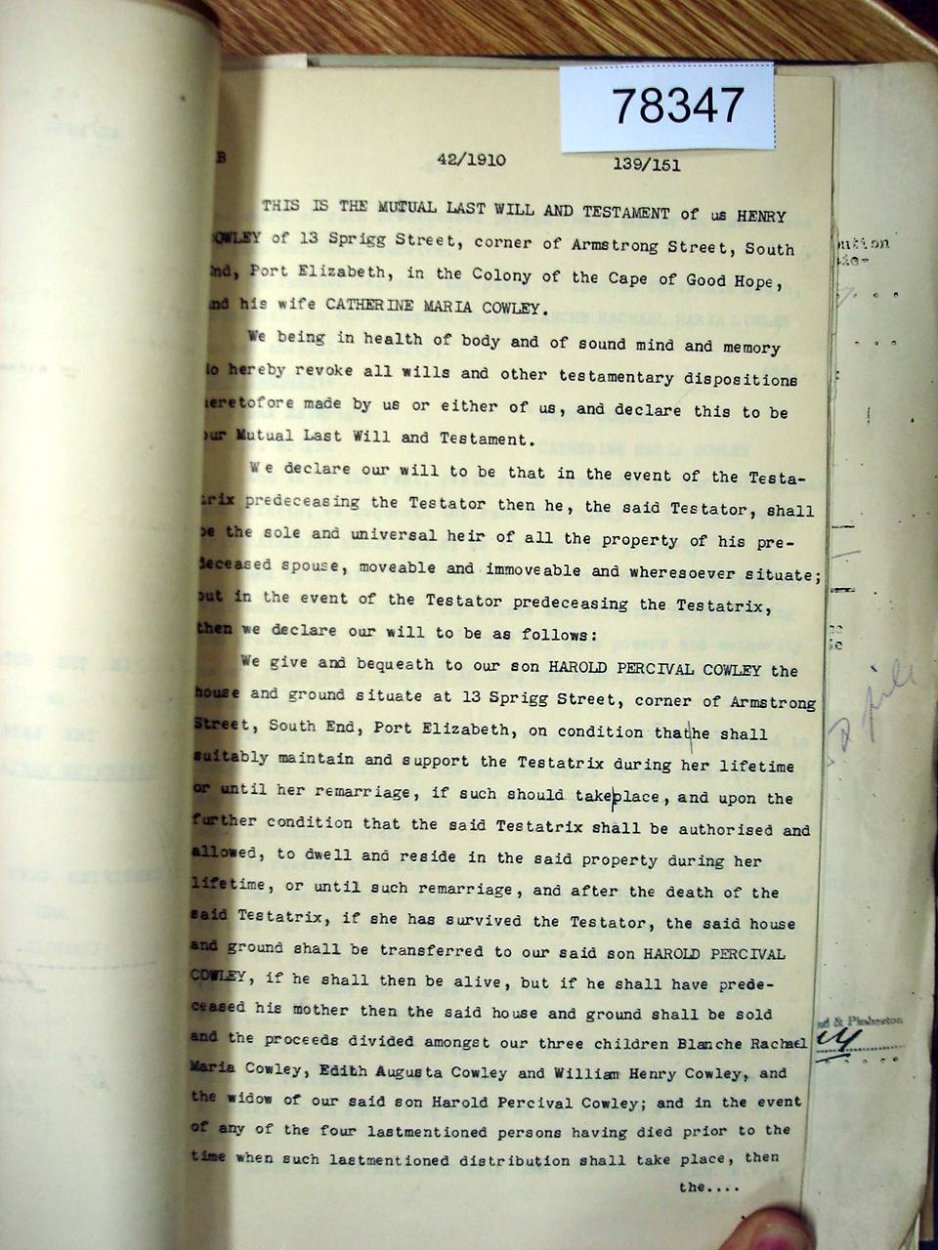 78347
B 42/1910 139/151
THIS IS THE MUTUAL LAST WILL AND TESTAMENT of us HENRY
OWLEY of 13 Sprigg Street, corner of Armstrong Street, South
nd, Port Elizabeth, in the Colony of the Cape of Good Hope,
nd his wife CATHERINE MARIA COWLEY.
We being in health of body and of sound mind and memory
do hereby revoke all wills and other testamentary dispositions
heretofore made by us or either of us, and declare this to be
our Mutual Last Will and Testament.
We declare our will to be that in the event of the Testa-
trix predeceasing the Testator then he, the said Testator, shall
be the sole and universal heir of all the property of his pre-
deceased spouse, moveable and immoveable and wheresoever situate;
but in the event of the Testator predeceasing the Testatrix,
then we declare our will to be as follows:
We give and bequeath to our son HAROLD PERCIVAL COWLEY the
house and ground situate at 13 Sprigg Street, corner of Armstrong
Street, South End, Port Elizabeth, on condition that|he shall
suitably maintain and support the Testatrix during her lifetime
or until her remarriage, if such should take|place, and upon the
further condition that the said Testatrix shall be authorised and
allowed, to dwell and reside in the said property during her
lifetime, or until such remarriage, and after the death of the
said Testatrix, if she has survived the Testator, the said house
and ground shall be transferred to our said son HAROLD PERCIVAL
COWLEY, if he shall then be alive, but if he shall have prede-
ceased his mother then the said house and ground shall be sold
and the proceeds divided amongst our three children Blanche Rachael
Maria Cowley, Edith Augusta Cowley and William Henry Cowley, and
the widow of our said son Harold Percival Cowley; and in the event
of any of the four lastmentioned persons having died prior to the
time when such lastmentioned distribution shall take place, then
the....